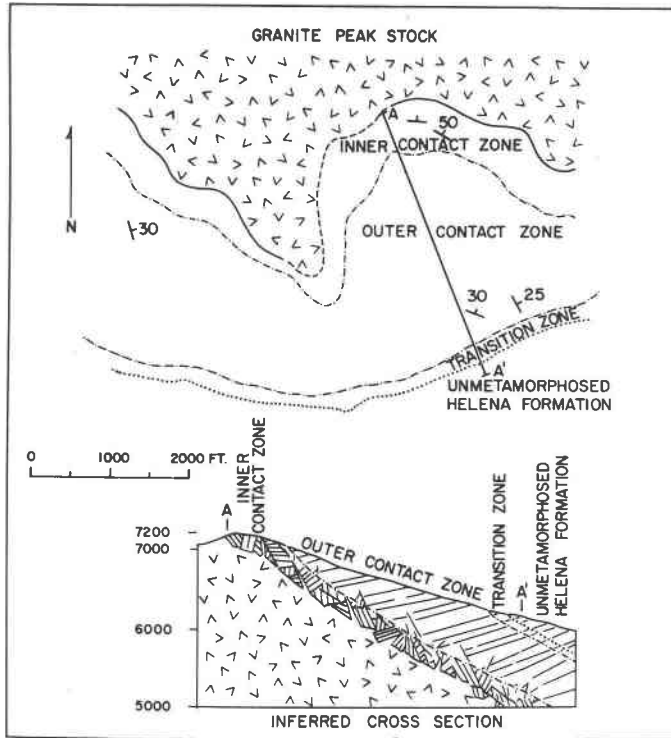 GRANITE PEAK STOCK
A
50
INNER CONTACT ZONE
N
30
OUTER CONTACT ZONE
30
25
TRANSITION ZONE
A'
UNMETAMORPHOSED
HELENA FORMATION
0 1000 2000 FT.
A
INNER
CONTACT ZONE
TRANSITION ZONE
A'
UNMETAMORPHOSED
HELENA FORMATION
7200
7000
OUTER CONTACT ZONE
6000
5000
INFERRED CROSS SECTION